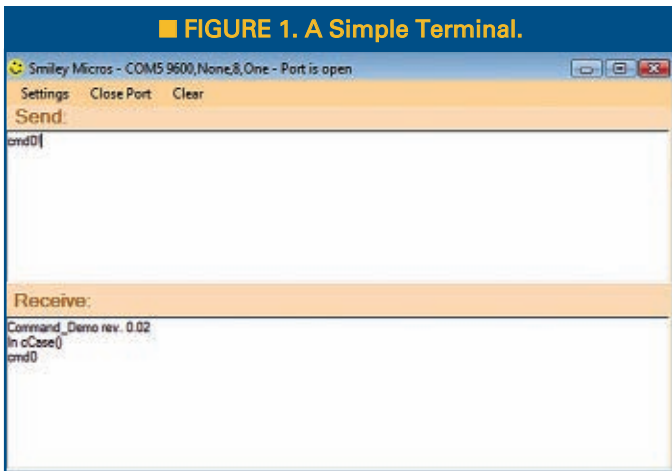 ■ FIGURE 1. A Simple Terminal.
Smiley Micros - COM5 9600,None,8,One - Port is open
Settings Close Port Clear
Send:
cmd0!
Receive:
Command_Demo rev. 0.02
In cCase()
cmd0